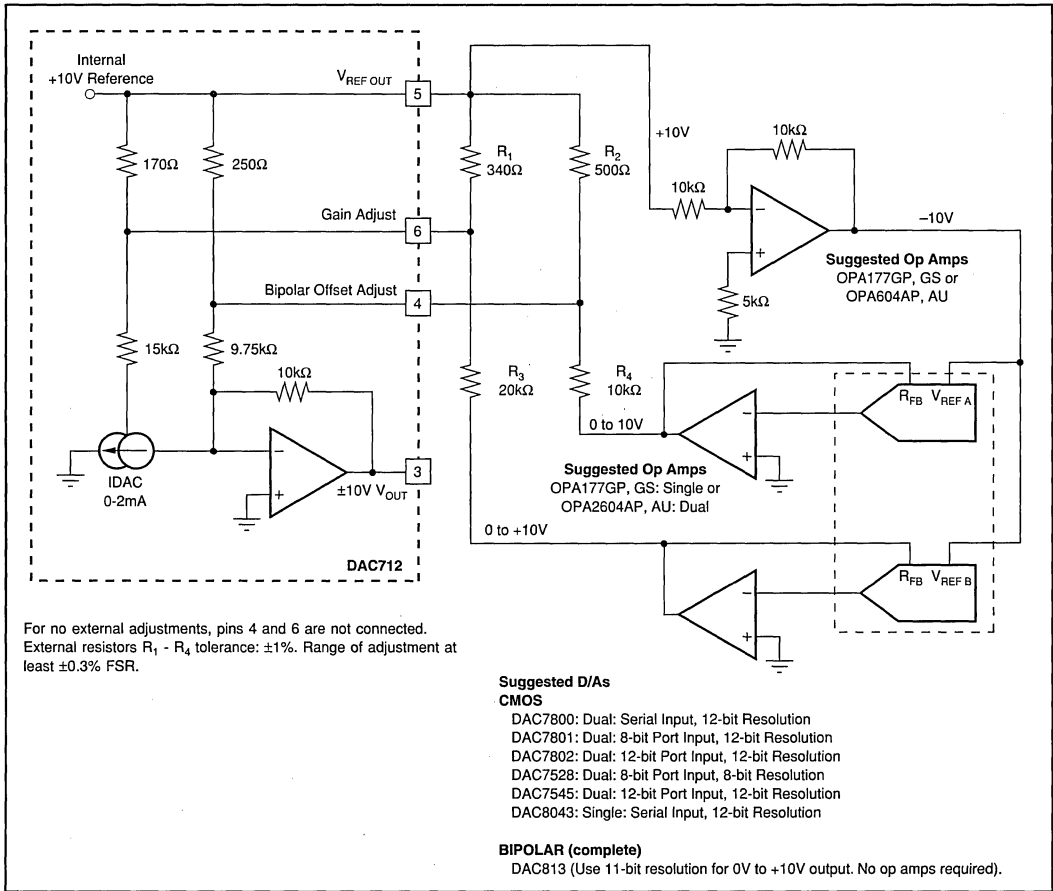 Internal
+10V Reference
V REF OUT
5
170Ω
250Ω
R1
340Ω
R2
500Ω
+10V
10kΩ
10kΩ
–
+
–10V
5kΩ
Suggested Op Amps
OPA177GP, GS or
OPA604AP, AU
Gain Adjust
6
Bipolar Offset Adjust
4
15kΩ
9.75kΩ
10kΩ
R3
20kΩ
R4
10kΩ
RFB VREF A
0 to 10V
–
+
IDAC
0-2mA
–
+
±10V VOUT
3
Suggested Op Amps
OPA177GP, GS: Single or
OPA2604AP, AU: Dual
0 to +10V
DAC712
RFB VREF B
–
+
For no external adjustments, pins 4 and 6 are not connected.
External resistors R1 - R4 tolerance: ±1%. Range of adjustment at
least ±0.3% FSR.
Suggested D/As
CMOS
DAC7800: Dual: Serial Input, 12-bit Resolution
DAC7801: Dual: 8-bit Port Input, 12-bit Resolution
DAC7802: Dual: 12-bit Port Input, 12-bit Resolution
DAC7528: Dual: 8-bit Port Input, 8-bit Resolution
DAC7545: Dual: 12-bit Port Input, 12-bit Resolution
DAC8043: Single: Serial Input, 12-bit Resolution
BIPOLAR (complete)
DAC813 (Use 11-bit resolution for 0V to +10V output. No op amps required).